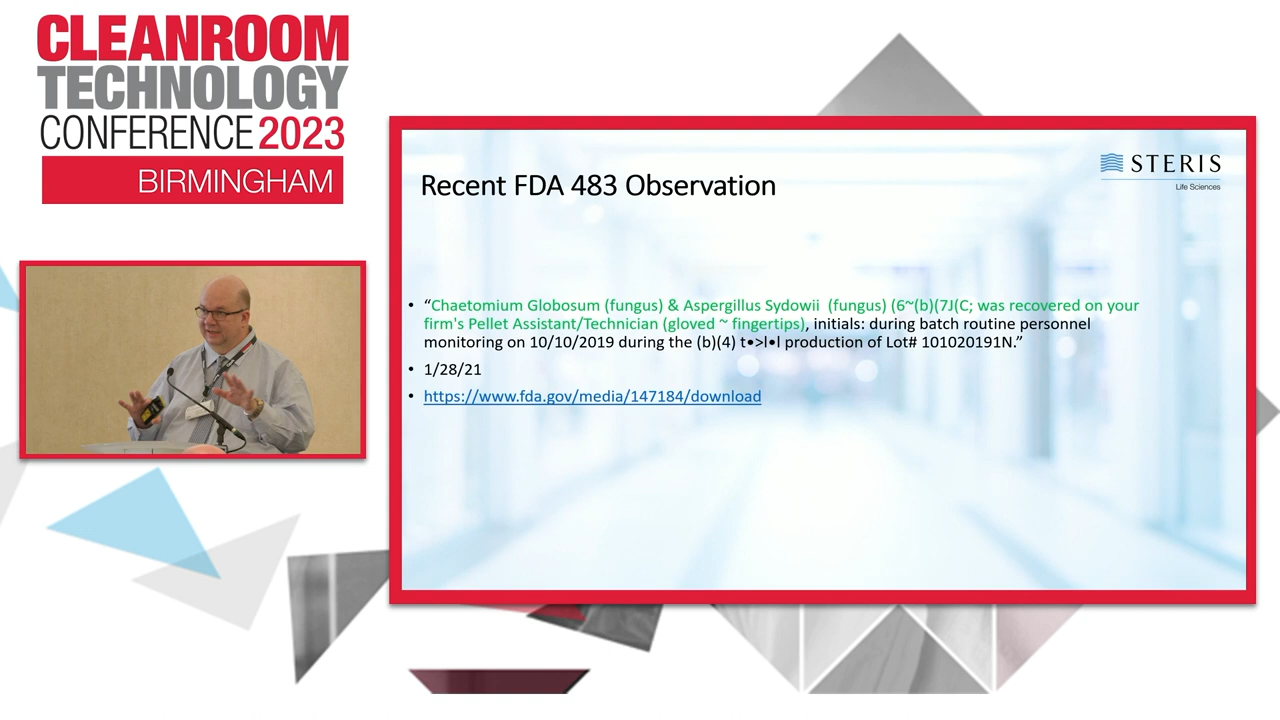 CLEANROOM
TECHNOLOGY
CONFERENCE 2023
BIRMINGHAM
STERIS
Life Sciences
Recent FDA 483 Observation
• “Chaetomium Globosum (fungus) & Aspergillus Sydowii (fungus) (6~(b)(7J(C; was recovered on your
firm's Pellet Assistant/Technician (gloved ~ fingertips), initials: during batch routine personnel
monitoring on 10/10/2019 during the (b)(4) t•>l•l production of Lot# 101020191N.”
• 1/28/21
• https://www.fda.gov/media/147184/download